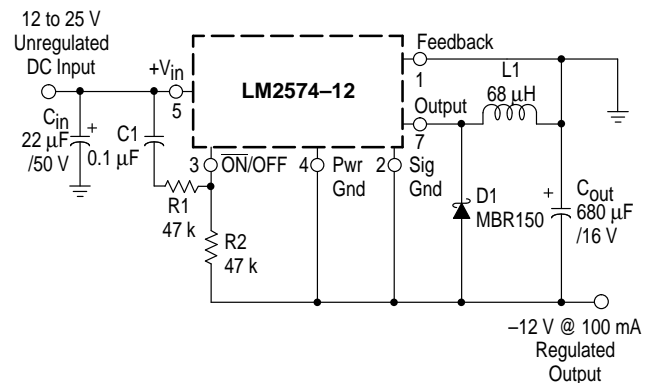 12 to 25 V
Unregulated
DC Input
+Vin
5
Cin
22 μF
/50 V
C1
0.1 μF
LM2574–12
Feedback
1
Output
7
L1
68 μH
3
ON/OFF
4
Pwr
Gnd
2
Sig
Gnd
R1
47 k
R2
47 k
D1
MBR150
Cout
680 μF
/16 V
–12 V @ 100 mA
Regulated
Output